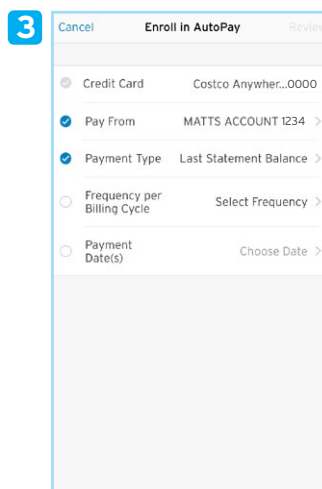 3
Cancel Enroll in AutoPay Review
Credit Card Costco Anywher...0000
Pay From MATTS ACCOUNT 1234
Payment Type Last Statement Balance
Frequency per
Billing Cycle Select Frequency
Payment
Date(s) Choose Date